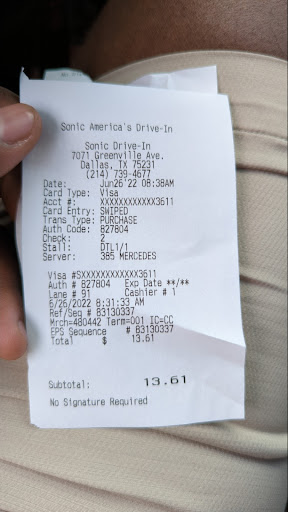 Sonic America's Drive-In
Sonic Drive-In
7071 Greenville Ave.
Dallas, TX 75231
(214) 739-4677
Date: Jun26'22 08:38AM
Card Type: Visa
Acct #: XXXXXXXXXXXX3611
Card Entry: SWIPED
Trans Type: PURCHASE
Auth Code: 827804
Check: 2
Stall: DTL1/1
Server: 385 MERCEDES
Visa #SXXXXXXXXXXXX3611
Auth # 827804 Exp Date **/**
Lane # 91 Cashier # 1
6/26/2022 8:31:33 AM
Ref/Seq # 83130337
Mrch=480442 Term=001 IC=CC
EPS Sequence # 83130337
Total $ 13.61
Subtotal: 13.61
No Signature Required